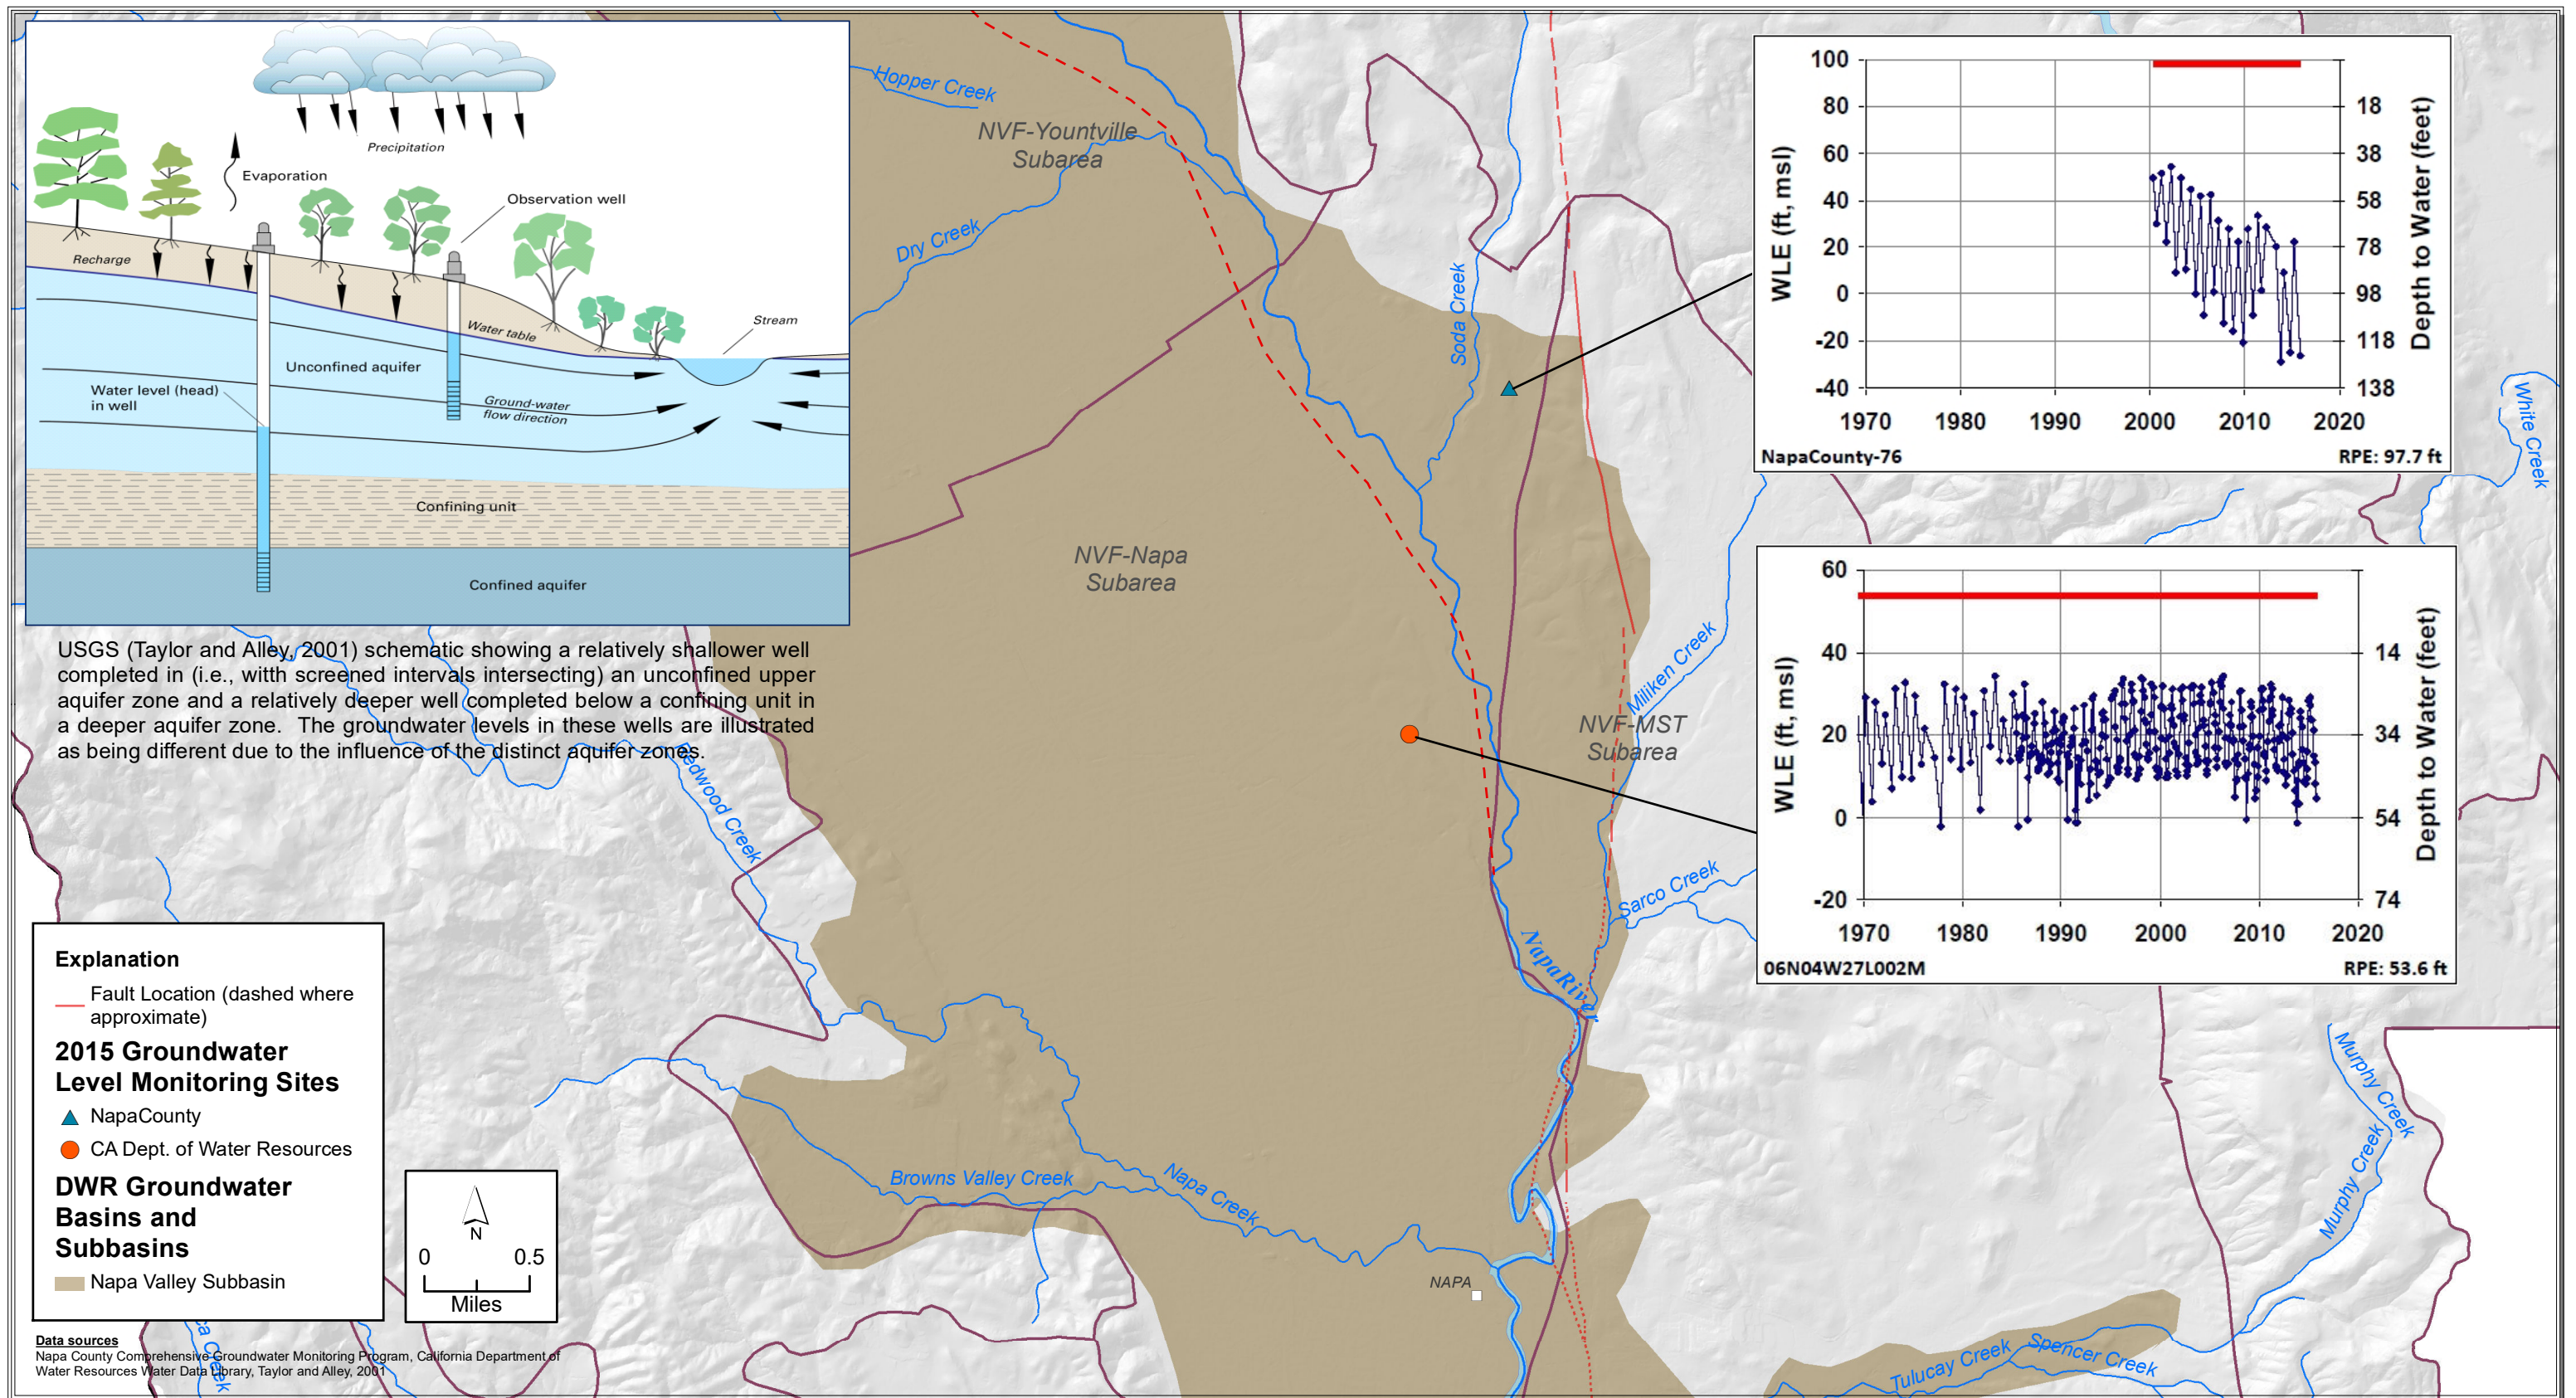 Precipitation
Evaporation
Observation well
Recharge
Water table
Stream
Unconfined aquifer
Water level (head)
in well
Ground-water
flow direction
Confining unit
Confined aquifer
USGS (Taylor and Alley, 2001) schematic showing a relatively shallower well
completed in (i.e., witth screened intervals intersecting) an unconfined upper
aquifer zone and a relatively deeper well completed below a confining unit in
a deeper aquifer zone. The groundwater levels in these wells are illustrated
as being different due to the influence of the distinct aquifer zones.
Hopper Creek
NVF-Yountville
Subarea
Dry Creek
Soda Creek
NVF-Napa
Subarea
Miliken Creek
NVF-MST
Subarea
Redwood Creek
Sarco Creek
NapaRiver
Browns Valley Creek
Napa Creek
NAPA
White Creek
Murphy Creek
Murphy Creek
Tulucay Creek
Spencer Creek
WLE (ft, msl)
100
80
60
40
20
0
-20
-40
1970 1980 1990 2000 2010 2020
18
38
58
78
98
118
138
Depth to Water (feet)
NapaCounty-76
RPE: 97.7 ft
WLE (ft, msl)
60
40
20
0
-20
1970 1980 1990 2000 2010 2020
14
34
54
74
Depth to Water (feet)
06N04W27L002M
RPE: 53.6 ft
Explanation
Fault Location (dashed where
approximate)
2015 Groundwater
Level Monitoring Sites
NapaCounty
CA Dept. of Water Resources
DWR Groundwater
Basins and
Subbasins
Napa Valley Subbasin
N
0 0.5
Miles
Data sources
Napa County Comprehensive Groundwater Monitoring Program, California Department of
Water Resources Water Data Library, Taylor and Alley, 2001
Creek